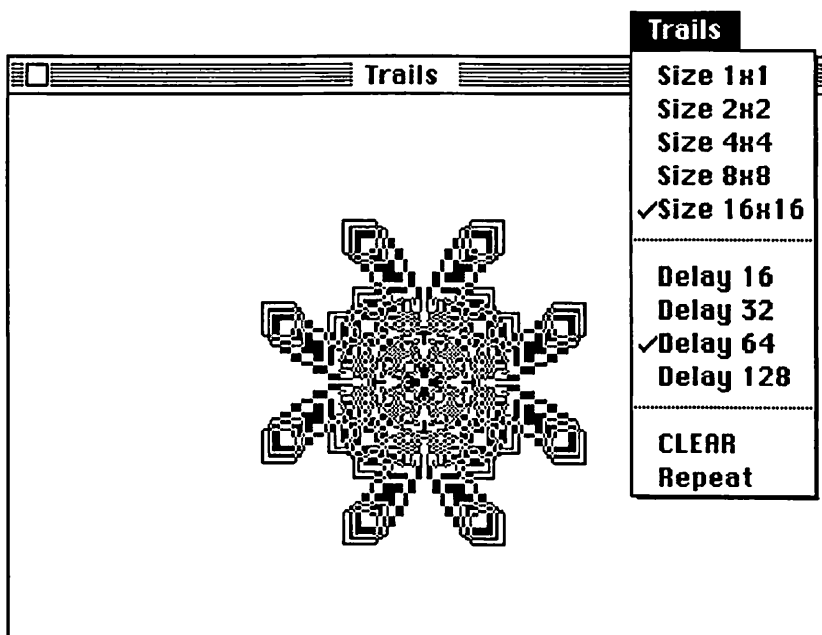 Trails
Trails
Size 1x1
Size 2x2
Size 4x4
Size 8x8
✓Size 16x16
Delay 16
Delay 32
✓Delay 64
Delay 128
CLEAR
Repeat